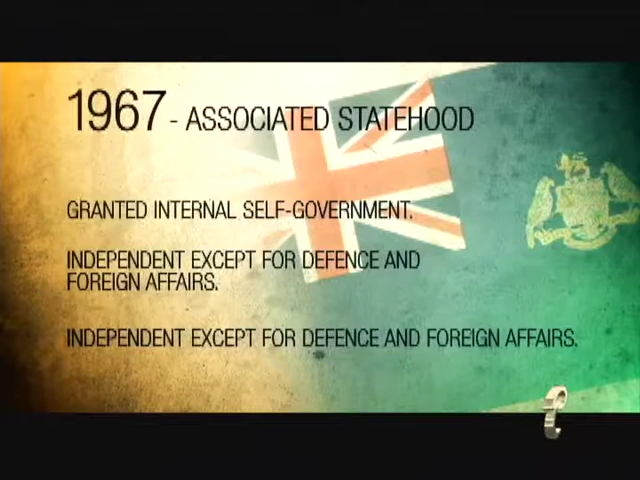 1967 - ASSOCIATED STATEHOOD
GRANTED INTERNAL SELF-GOVERNMENT.
INDEPENDENT EXCEPT FOR DEFENCE AND
FOREIGN AFFAIRS.
INDEPENDENT EXCEPT FOR DEFENCE AND FOREIGN AFFAIRS.